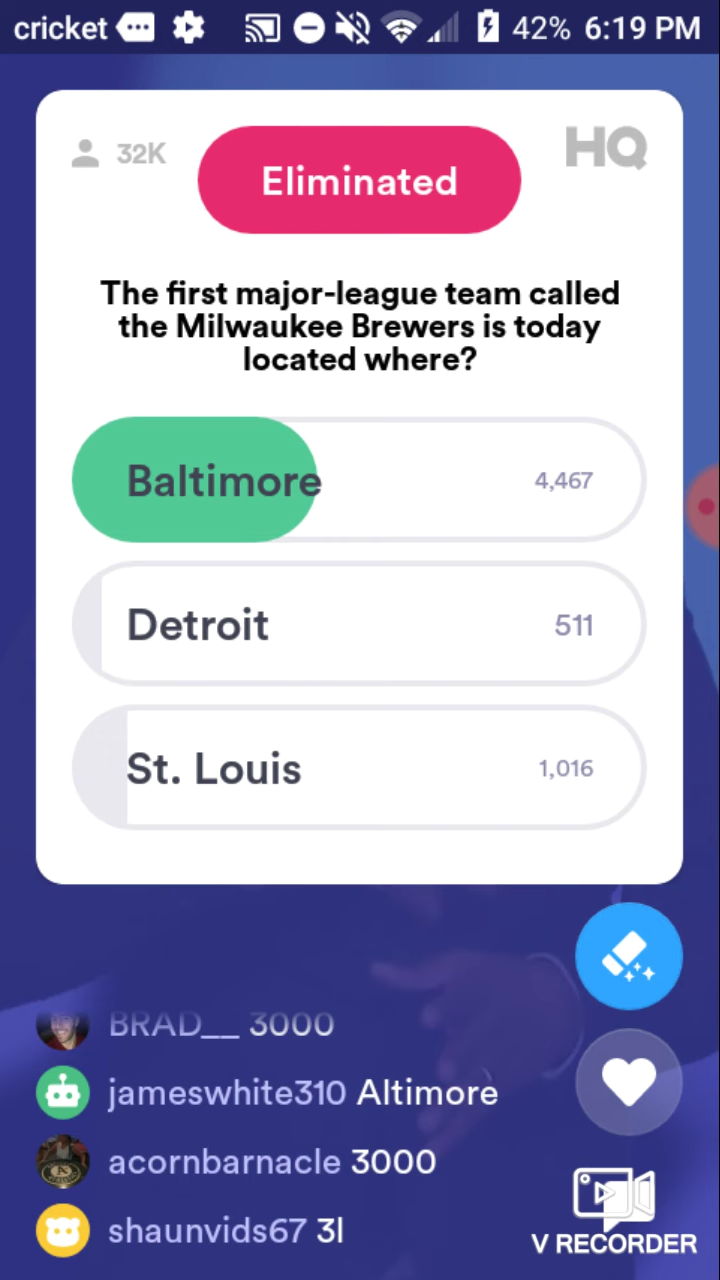 cricket 42% 6:19 PM
32K Eliminated HQ
The first major-league team called
the Milwaukee Brewers is today
located where?
Baltimore 4,467
Detroit 511
St. Louis 1,016
BRAD__ 3000
jameswhite310 Altimore
acornbarnacle 3000
shaunvids67 3l
V RECORDER